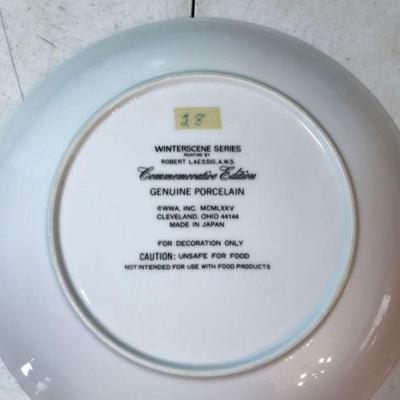 28
WINTERSCENE SERIES
PAINTING BY
ROBERT LAESSIG, A.W.S.
Commemorative Edition
GENUINE PORCELAIN
©WWA, INC. MCMLXXV
CLEVELAND, OHIO 44144
MADE IN JAPAN
FOR DECORATION ONLY
CAUTION: UNSAFE FOR FOOD
NOT INTENDED FOR USE WITH FOOD PRODUCTS